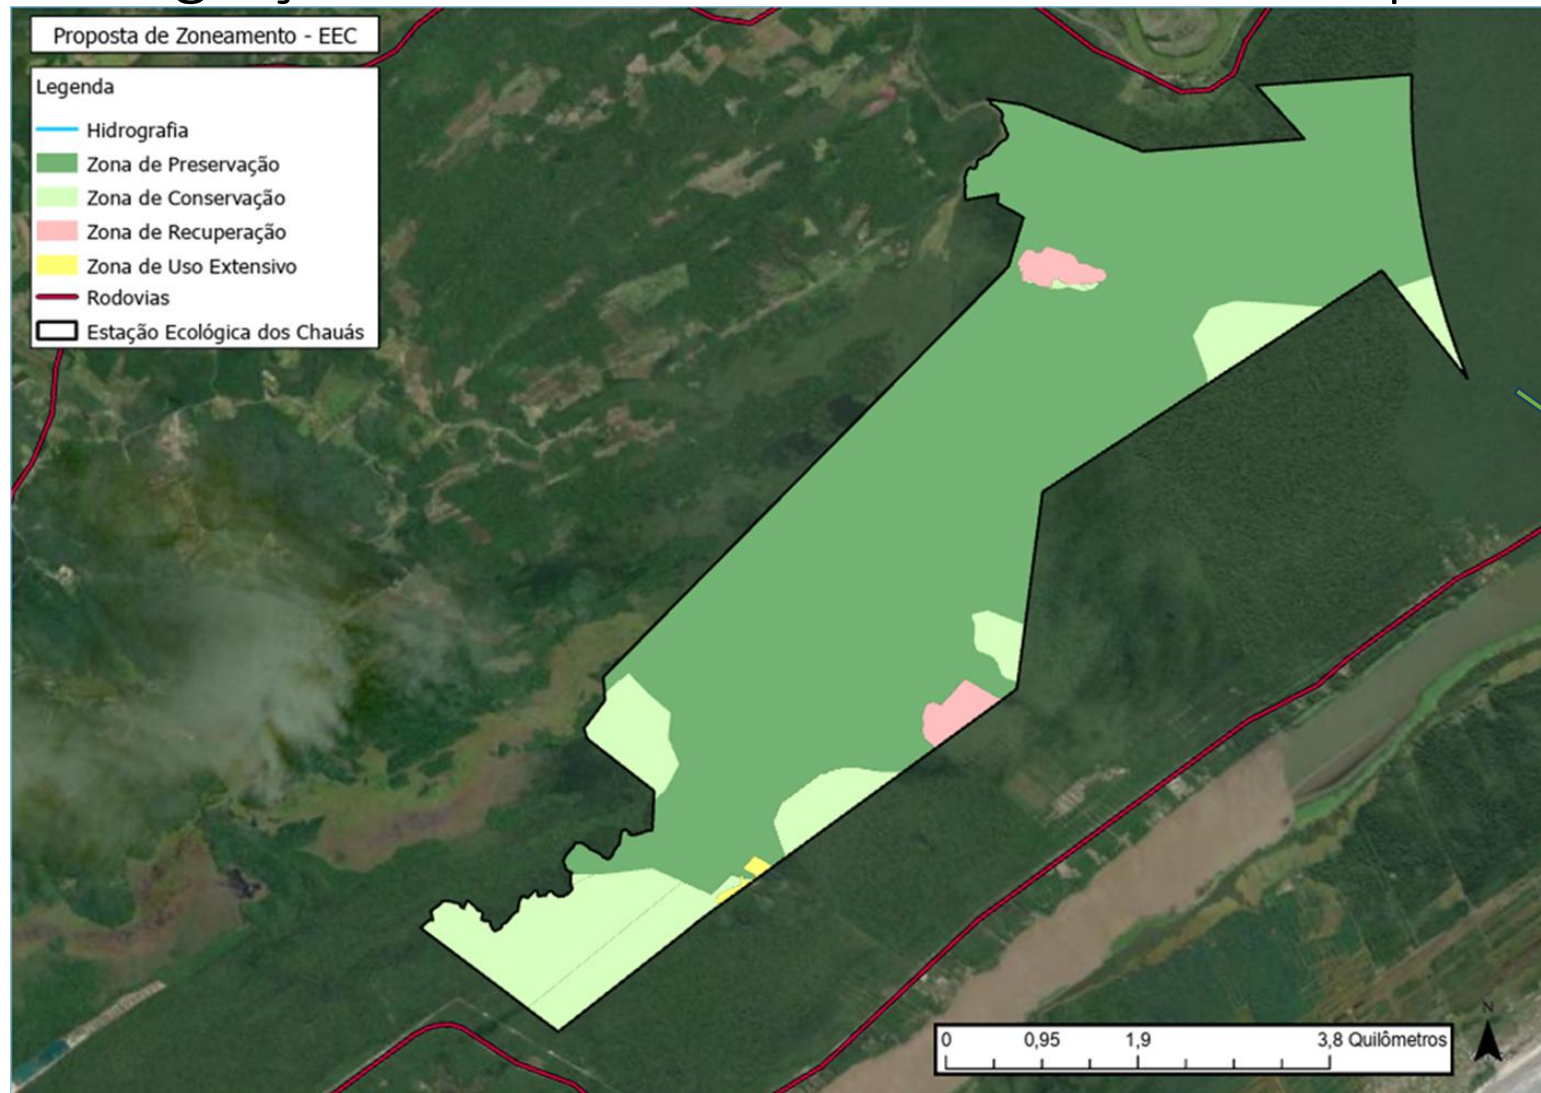 Proposta de Zoneamento - EEC
Legenda
Hidrografia
Zona de Preservação
Zona de Conservação
Zona de Recuperação
Zona de Uso Extensivo
Rodovias
Estação Ecológica dos Chauás
0 0,95 1,9 3,8 Quilômetros
N